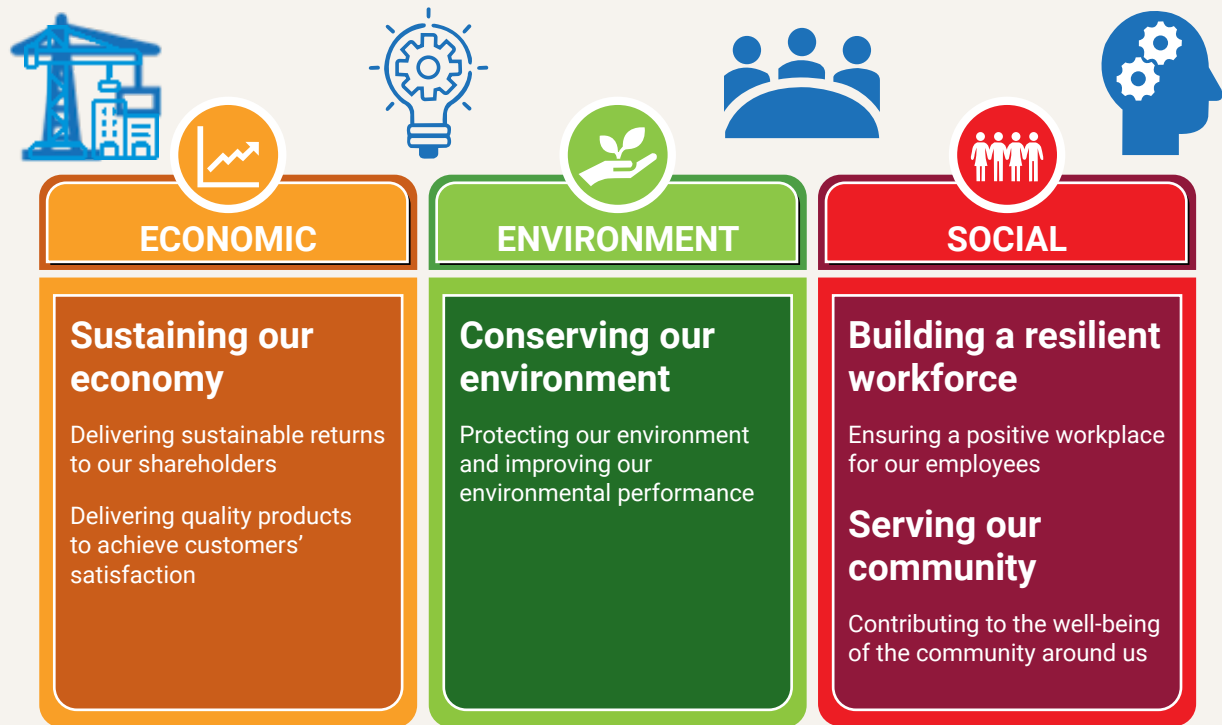 ECONOMIC
Sustaining our
economy
Delivering sustainable returns
to our shareholders
Delivering quality products
to achieve customers’
satisfaction
ENVIRONMENT
Conserving our
environment
Protecting our environment
and improving our
environmental performance
SOCIAL
Building a resilient
workforce
Ensuring a positive workplace
for our employees
Serving our
community
Contributing to the well-being
of the community around us